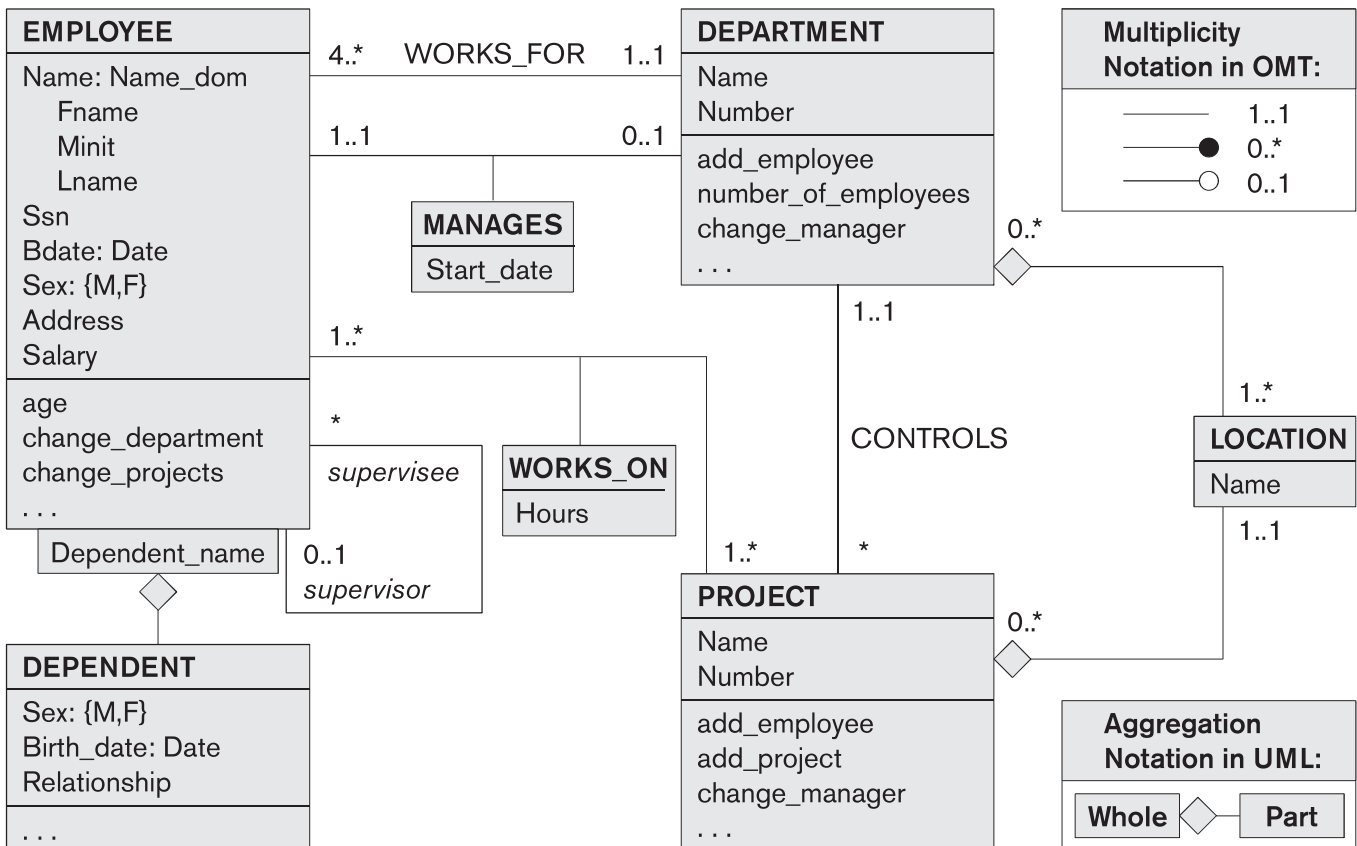 EMPLOYEE
Name: Name_dom
Fname
Minit
Lname
Ssn
Bdate: Date
Sex: {M,F}
Address
Salary
age
change_department
change_projects
. . .
Dependent_name
DEPENDENT
Sex: {M,F}
Birth_date: Date
Relationship
. . .
4..*
WORKS_FOR
1..1
1..1
0..1
MANAGES
Start_date
1..*
*
supervisee
0..1
supervisor
WORKS_ON
Hours
1..*
DEPARTMENT
Name
Number
add_employee
number_of_employees
change_manager
. . .
1..1
CONTROLS
*
PROJECT
Name
Number
add_employee
add_project
change_manager
. . .
0..*
1..*
LOCATION
Name
1..1
0..*
Multiplicity
Notation in OMT:
1..1
0..*
0..1
Aggregation
Notation in UML:
Whole
Part